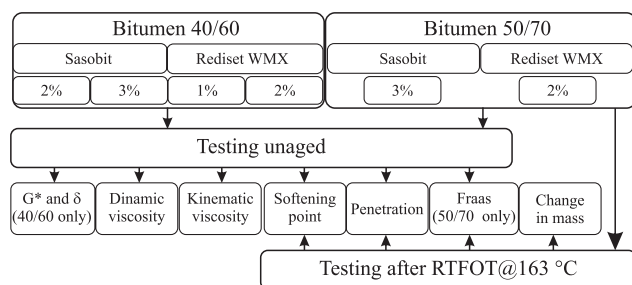 Bitumen 40/60 Bitumen 50/70
Sasobit Rediset WMX Sasobit Rediset WMX
2% 3% 1% 2% 3% 2%
Testing unaged
G* and δ (40/60 only)
Dinamic viscosity
Kinematic viscosity
Softening point
Penetration
Fraas (50/70 only)
Change in mass
Testing after RTFOT@163 °C